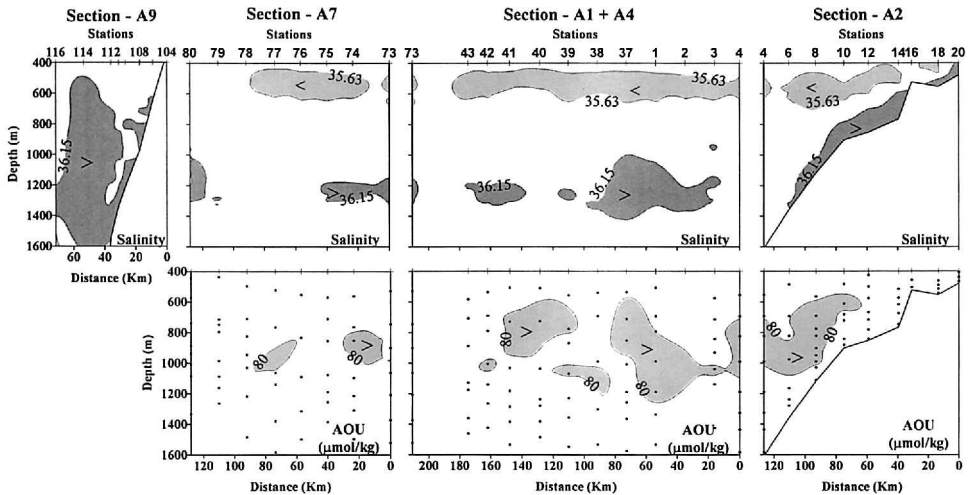 Section - A9 Section - A7 Section - A1 + A4 Section - A2
Stations Stations Stations Stations
116 114 112 108 104 80 79 78 77 76 75 74 73 73 43 42 41 40 39 38 37 1 2 3 4 4 6 8 10 12 1416 18 20
400
600
800
1000
1200
1400
1600
Depth (m)
36.15
>
Salinity
60 40 20 0
Distance (Km)
35.63
<
36.15
>
Salinity
35.63
<
35.63
36.15
36.15
>
Salinity
35.63
<
36.15
>
Salinity
400
600
800
1000
1200
1400
1600
Depth (m)
80
80
>
AOU
(μmol/kg)
120 100 80 60 40 20 0
Distance (Km)
80
>
80
>
80
AOU
(μmol/kg)
200 180 160 140 120 100 80 60 40 20 0
Distance (Km)
80
>
80
AOU
(μmol/kg)
120 100 80 60 40 20 0
Distance (Km)